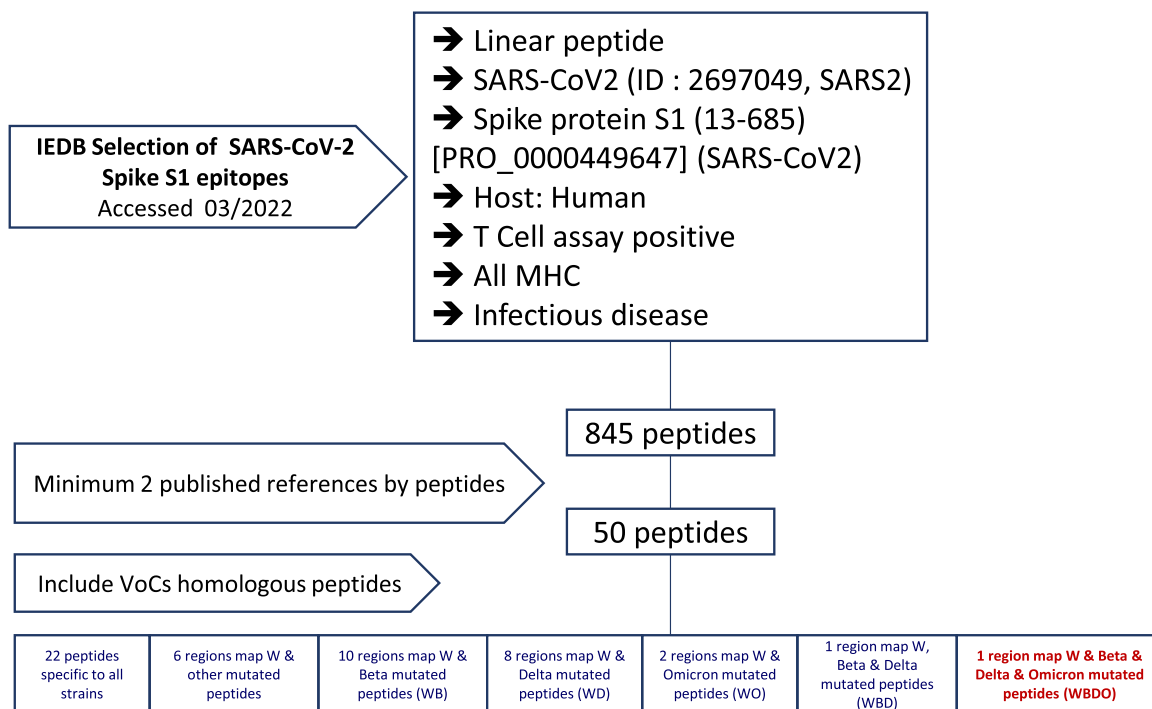 IEDB Selection of SARS-CoV-2
Spike S1 epitopes
Accessed 03/2022
➔ Linear peptide
➔ SARS-CoV2 (ID : 2697049, SARS2)
➔ Spike protein S1 (13-685)
[PRO_0000449647] (SARS-CoV2)
➔ Host: Human
➔ T Cell assay positive
➔ All MHC
➔ Infectious disease
845 peptides
Minimum 2 published references by peptides
50 peptides
Include VoCs homologous peptides
22 peptides
specific to all
strains
6 regions map W &
other mutated
peptides
10 regions map W &
Beta mutated
peptides (WB)
8 regions map W &
Delta mutated
peptides (WD)
2 regions map W &
Omicron mutated
peptides (WO)
1 region map W,
Beta & Delta
mutated peptides
(WBD)
1 region map W & Beta &
Delta & Omicron mutated
peptides (WBDO)